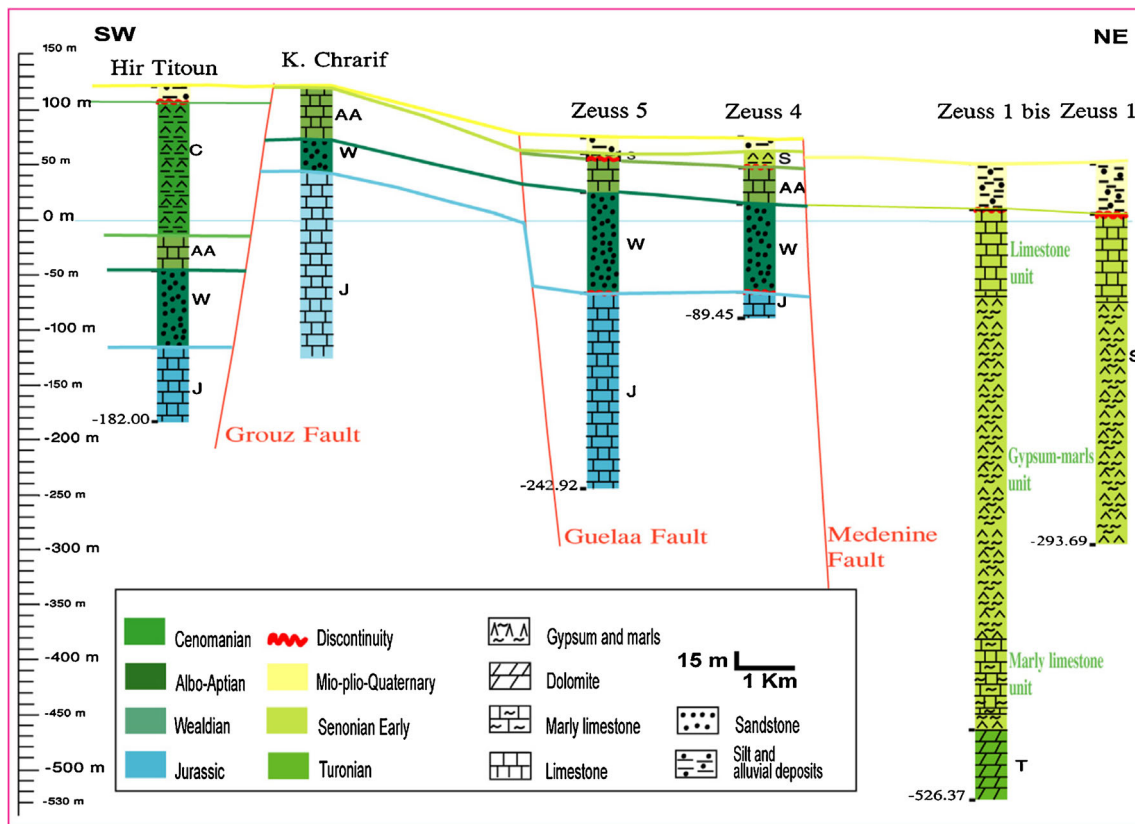 SW
NE
Hir Titoun
K. Chrarif
Zeuss 5
Zeuss 4
Zeuss 1 bis
Zeuss 1
150 m
100 m
50 m
0 m
-50 m
-100 m
-150 m
-200 m
-250 m
-300 m
-350 m
-400 m
-450 m
-500 m
-530 m
C
AA
W
J
-182.00
Grouz Fault
AA
W
J
S
W
J
-242.92
Guelaa Fault
S
AA
W
J
-89.45
Medenine
Fault
Limestone
unit
Gypsum-marls
unit
Marly limestone
unit
T
-526.37
S
-293.69
Cenomanian
Albo-Aptian
Wealdian
Jurassic
Discontinuity
Mio-plio-Quaternary
Senonian Early
Turonian
Gypsum and marls
Dolomite
Marly limestone
Limestone
15 m
1 Km
Sandstone
Silt and
alluvial deposits